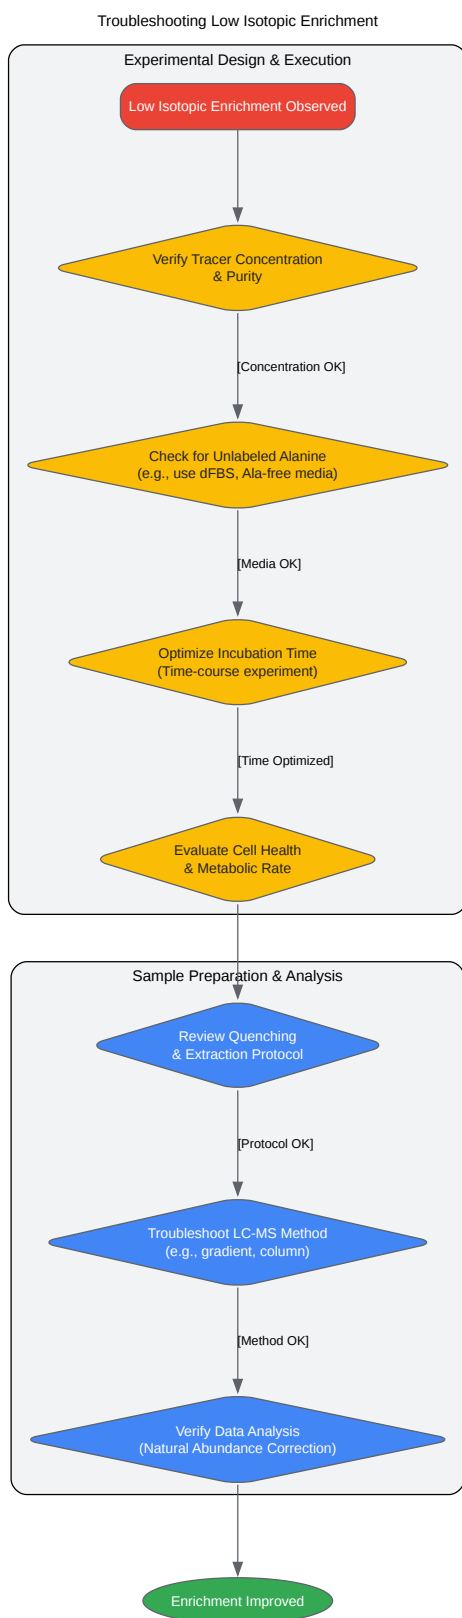 Troubleshooting Low Isotopic Enrichment
Experimental Design & Execution
Low Isotopic Enrichment Observed
Verify Tracer Concentration
& Purity
[Concentration OK]
Check for Unlabeled Alanine
(e.g., use dFBS, Ala-free media)
[Media OK]
Optimize Incubation Time
(Time-course experiment)
[Time Optimized]
Evaluate Cell Health
& Metabolic Rate
Sample Preparation & Analysis
Review Quenching
& Extraction Protocol
[Protocol OK]
Troubleshoot LC-MS Method
(e.g., gradient, column)
[Method OK]
Verify Data Analysis
(Natural Abundance Correction)
Enrichment Improved